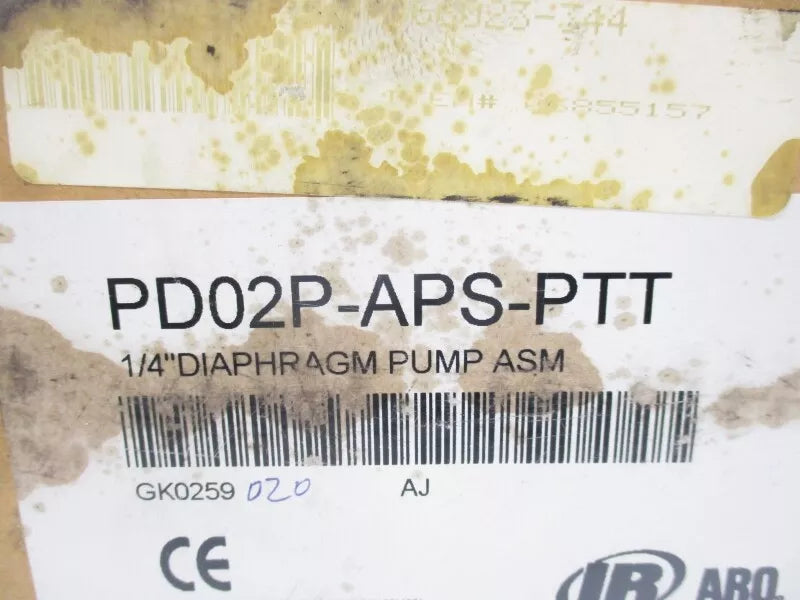 PD02P-APS-PTT
1/4"DIAPHRAGM PUMP ASM
GK0259 020 AJ
CE
IR ARO